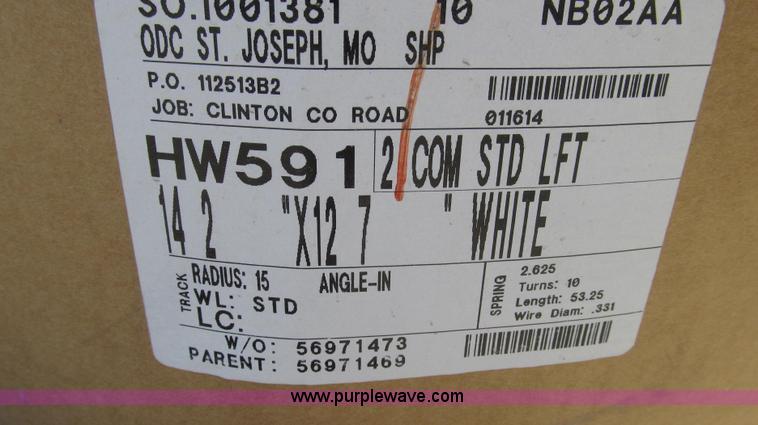 SO.1001381 10 NB02AA
ODC ST. JOSEPH, MO SHP
P.O. 112513B2
JOB: CLINTON CO ROAD 011614
HW591 2 COM STD LFT
14 2 "X12 7 " WHITE
TRACK RADIUS: 15 ANGLE-IN
WL: STD
LC:
SPRING 2.625
Turns: 10
Length: 53.25
Wire Diam: .331
W/O: 56971473
PARENT: 56971469
www.purplewave.com